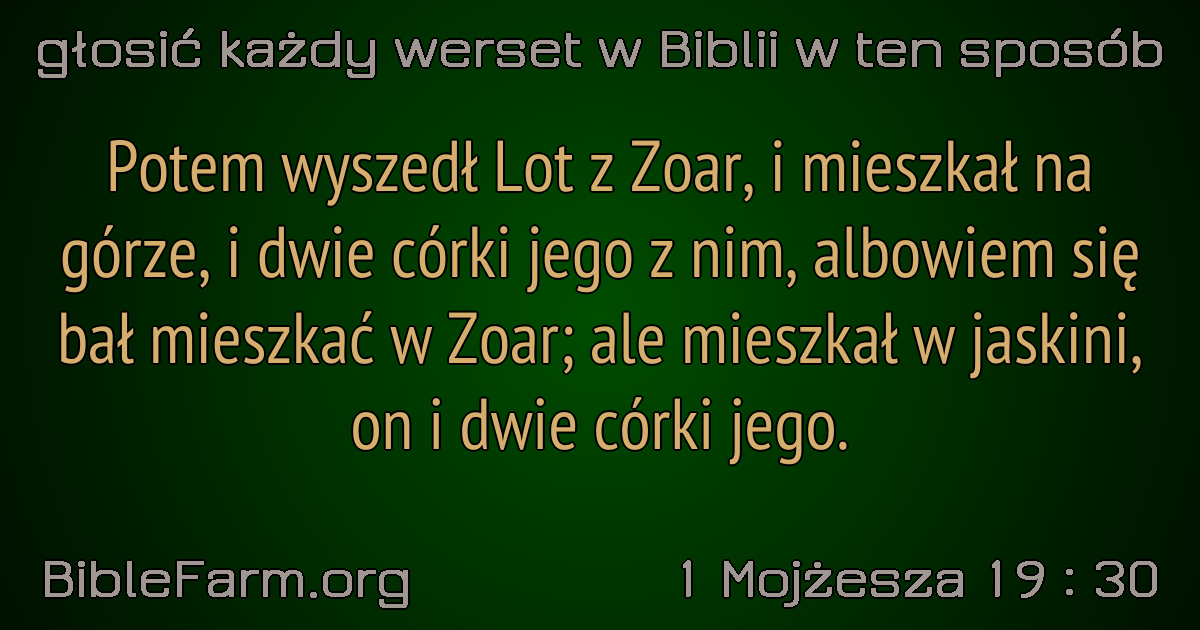 głosić każdy werset w Biblii w ten sposób
Potem wyszedł Lot z Zoar, i mieszkał na
górze, i dwie córki jego z nim, albowiem się
bał mieszkać w Zoar; ale mieszkał w jaskini,
on i dwie córki jego.
BibleFarm.org
1 Mojżesza 19 : 30